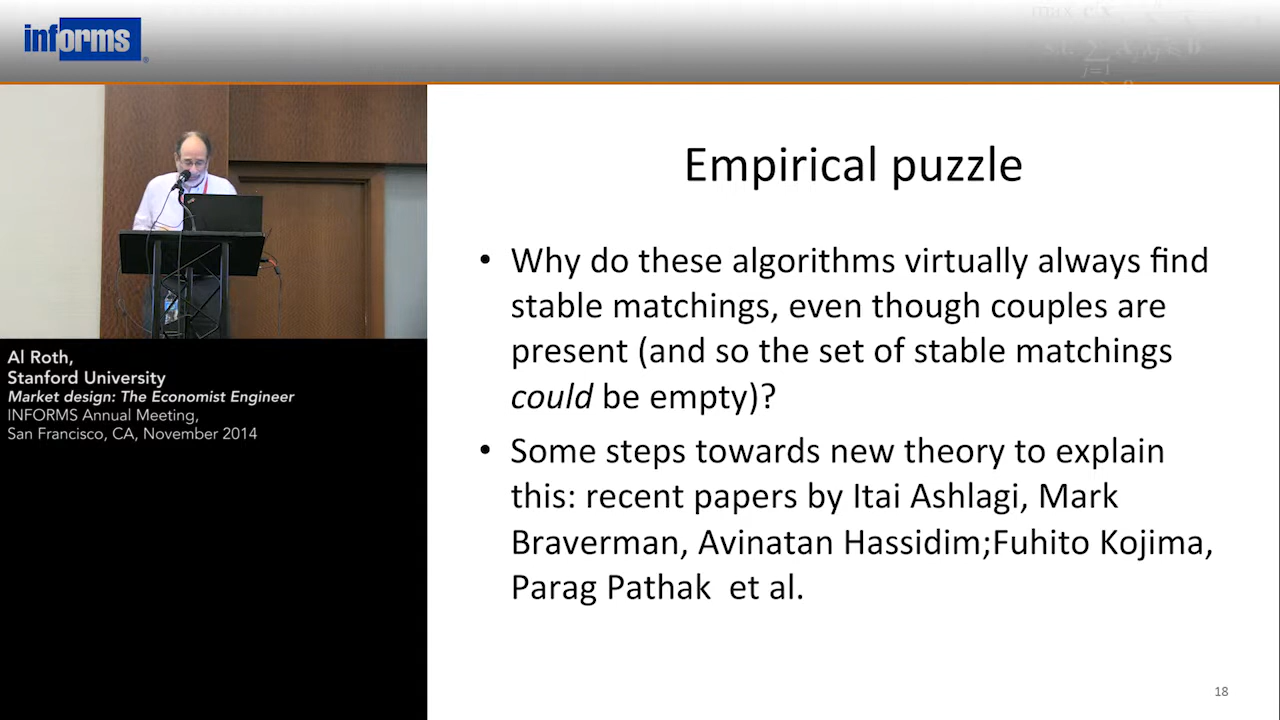 informs
Al Roth,
Stanford University
Market design: The Economist Engineer
INFORMS Annual Meeting,
San Francisco, CA, November 2014
Empirical puzzle
• Why do these algorithms virtually always find
stable matchings, even though couples are
present (and so the set of stable matchings
could be empty)?
• Some steps towards new theory to explain
this: recent papers by Itai Ashlagi, Mark
Braverman, Avinatan Hassidim;Fuhito Kojima,
Parag Pathak  et al.
18